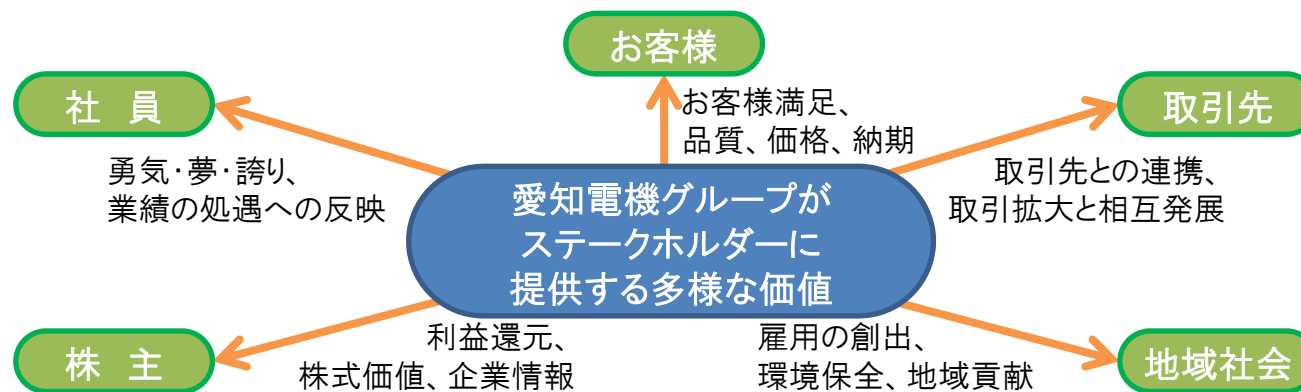 お客様
社　員
取引先
お客様満足、
品質、価格、納期
勇気・夢・誇り、
業績の処遇への反映
取引先との連携、
取引拡大と相互発展
愛知電機グループが
ステークホルダーに
提供する多様な価値
利益還元、
株式価値、企業情報
雇用の創出、
環境保全、地域貢献
株　主
地域社会